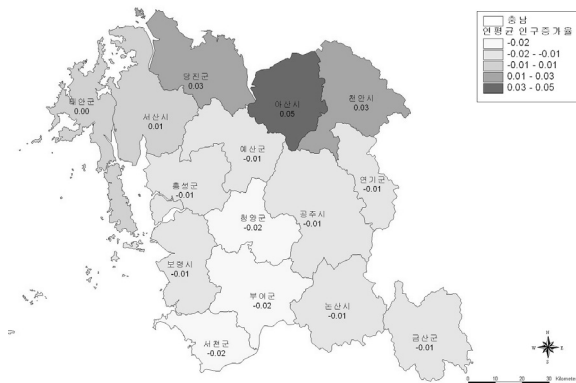 충남
연평균 인구증가율
-0.02
-0.02 - -0.01
-0.01 - 0.01
0.01 - 0.03
0.03 - 0.05
당진군
0.03
아산시
0.05
천안시
0.03
태안군
0.00
서산시
0.01
예산군
-0.01
연기군
-0.01
홍성군
-0.01
청양군
-0.02
공주시
-0.01
보령시
-0.01
부여군
-0.02
논산시
-0.01
서천군
-0.02
금산군
-0.01
N
W E
S
0 10 20 30 Kilometers